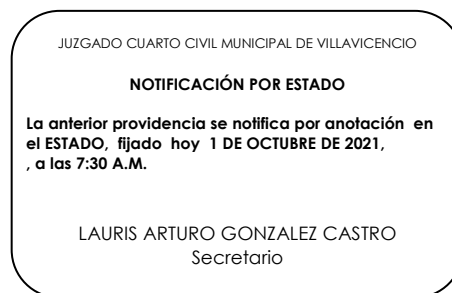 JUZGADO CUARTO CIVIL MUNICIPAL DE VILLAVICENCIO
NOTIFICACIÓN POR ESTADO
La anterior providencia se notifica por anotación en
el ESTADO, fijado hoy 1 DE OCTUBRE DE 2021,
, a las 7:30 A.M.
LAURIS ARTURO GONZALEZ CASTRO
Secretario